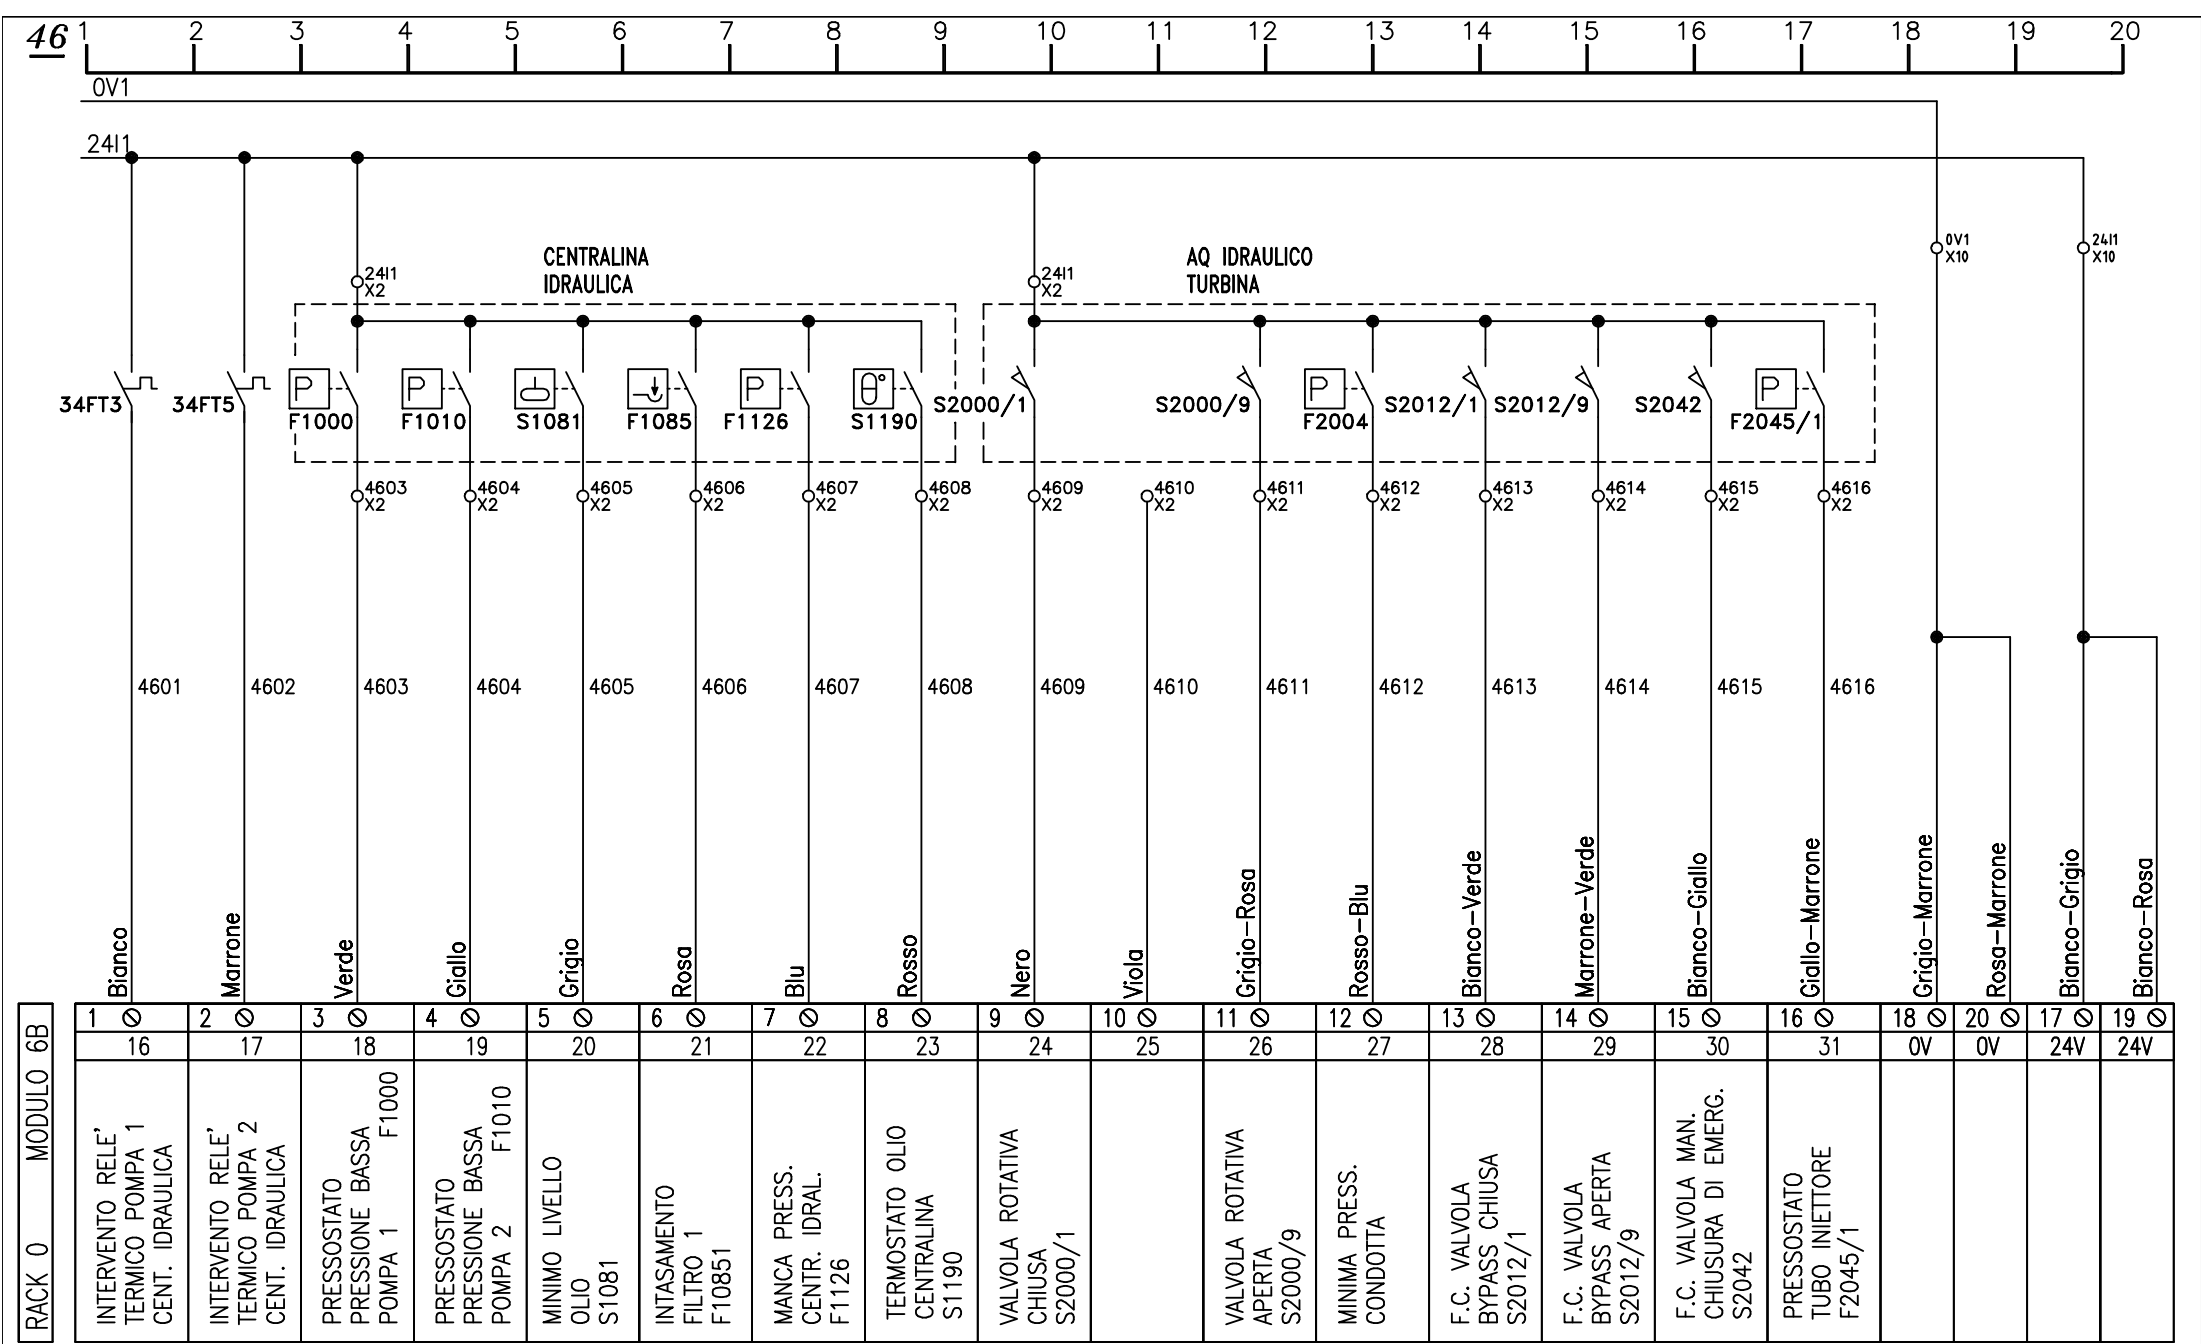 46
1 2 3 4 5 6 7 8 9 10 11 12 13 14 15 16 17 18 19 20
0V1
24I1
CENTRALINA
IDRAULICA
AQ IDRAULICO
TURBINA
24I1
X2
24I1
X2
0V1
X10
24I1
X10
34FT3
34FT5
P
F1000
P
F1010
S1081
F1085
P
F1126
S1190
S2000/1
S2000/9
P
F2004
S2012/1
S2012/9
S2042
P
F2045/1
4603
X2
4604
X2
4605
X2
4606
X2
4607
X2
4608
X2
4609
X2
4610
X2
4611
X2
4612
X2
4613
X2
4614
X2
4615
X2
4616
X2
4601 4602 4603 4604 4605 4606 4607 4608 4609 4610 4611 4612 4613 4614 4615 4616
Bianco
Marrone
Verde
Giallo
Grigio
Rosa
Blu
Rosso
Nero
Viola
Grigio-Rosa
Rosso-Blu
Bianco-Verde
Marrone-Verde
Bianco-Giallo
Giallo-Marrone
Grigio-Marrone
Rosa-Marrone
Bianco-Grigio
Bianco-Rosa
RACK 0 MODULO 6B
1 2 3 4 5 6 7 8 9 10 11 12 13 14 15 16 18 20 17 19
16 17 18 19 20 21 22 23 24 25 26 27 28 29 30 31 0V 0V 24V 24V
INTERVENTO RELE'
TERMICO POMPA 1
CENT. IDRAULICA
INTERVENTO RELE'
TERMICO POMPA 2
CENT. IDRAULICA
PRESSOSTATO
PRESSIONE BASSA
POMPA 1 F1000
PRESSOSTATO
PRESSIONE BASSA
POMPA 2 F1010
MINIMO LIVELLO
OLIO
S1081
INTASAMENTO
FILTRO 1
F10851
MANCA PRESS.
CENTR. IDRAL.
F1126
TERMOSTATO OLIO
CENTRALINA
S1190
VALVOLA ROTATIVA
CHIUSA
S2000/1
VALVOLA ROTATIVA
APERTA
S2000/9
MINIMA PRESS.
CONDOTTA
F.C. VALVOLA
BYPASS CHIUSA
S2012/1
F.C. VALVOLA
BYPASS APERTA
S2012/9
F.C. VALVOLA MAN.
CHIUSURA DI EMERG.
S2042
PRESSOSTATO
TUBO INIETTORE
F2045/1